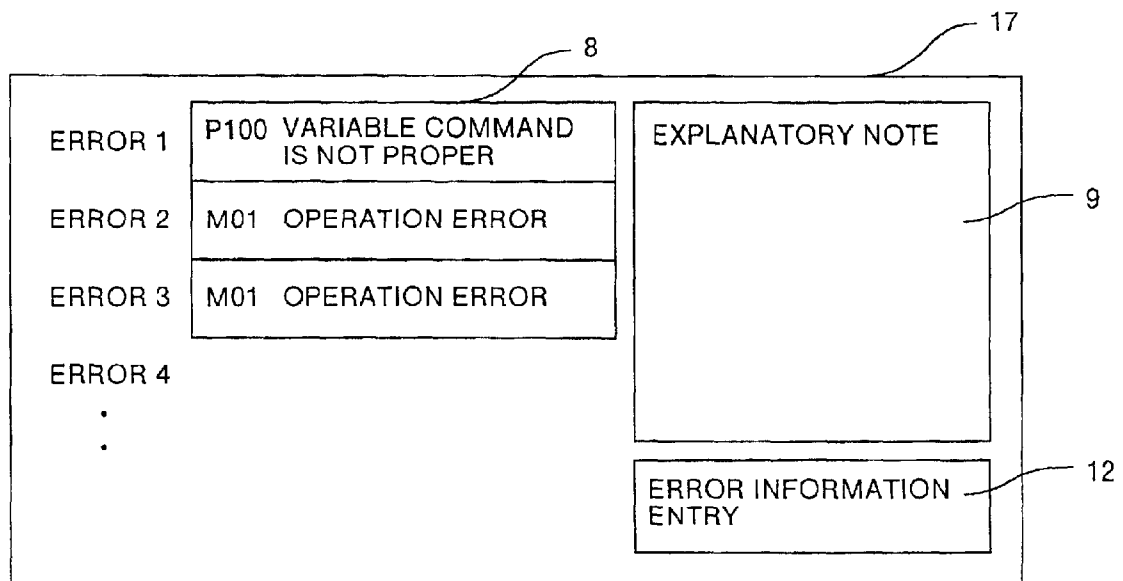 17
8
ERROR 1
P100 VARIABLE COMMAND
IS NOT PROPER
EXPLANATORY NOTE
9
ERROR 2
M01 OPERATION ERROR
ERROR 3
M01 OPERATION ERROR
ERROR 4
12
ERROR INFORMATION
ENTRY